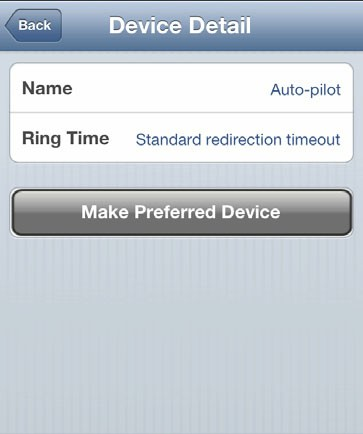 Back Device Detail
Name Auto-pilot
Ring Time Standard redirection timeout
Make Preferred Device